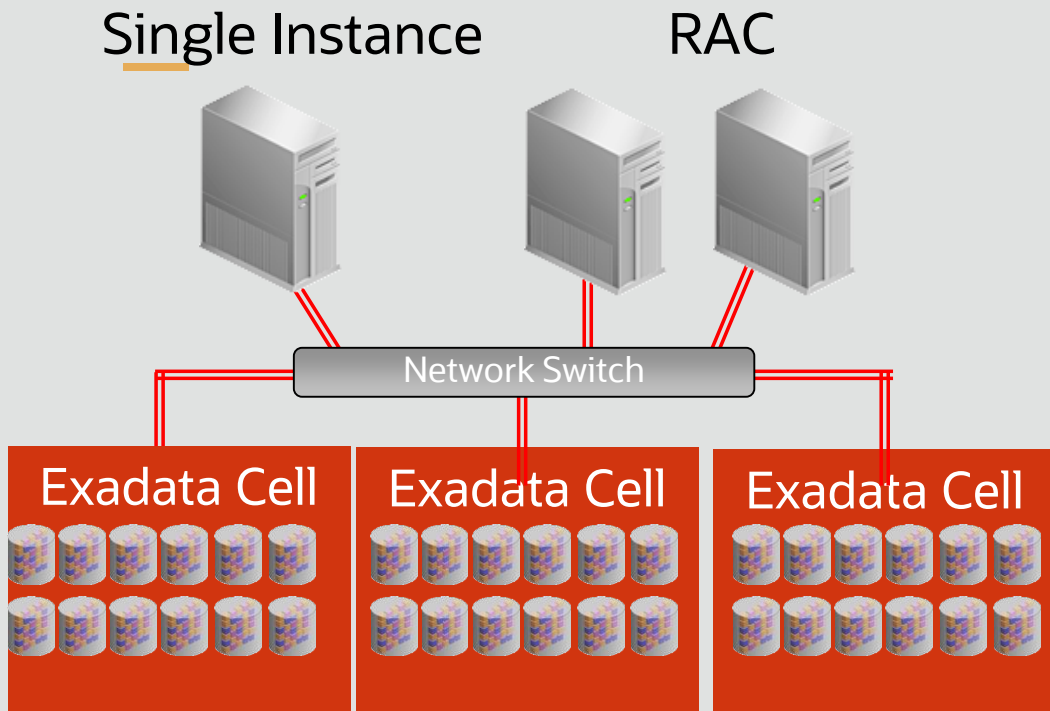 Single Instance
RAC
Network Switch
Exadata Cell
Exadata Cell
Exadata Cell